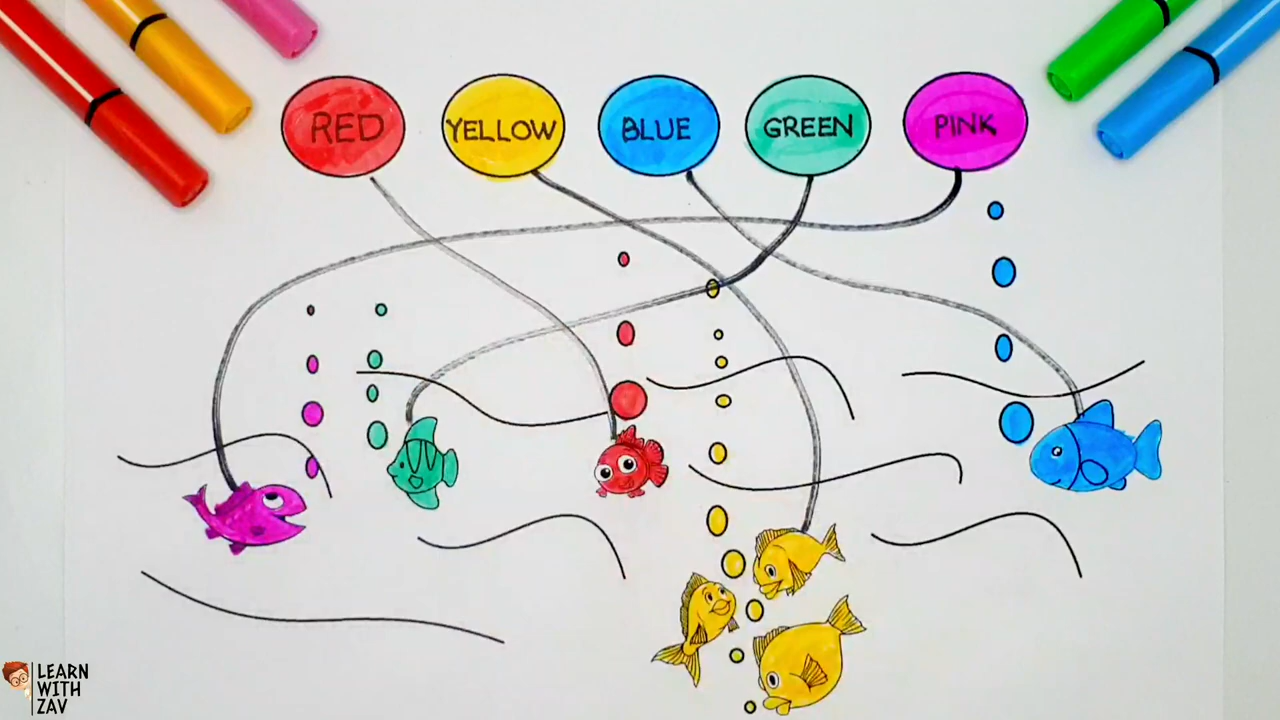 RED
YELLOW
BLUE
GREEN
PINK
LEARN
WITH
ZAV